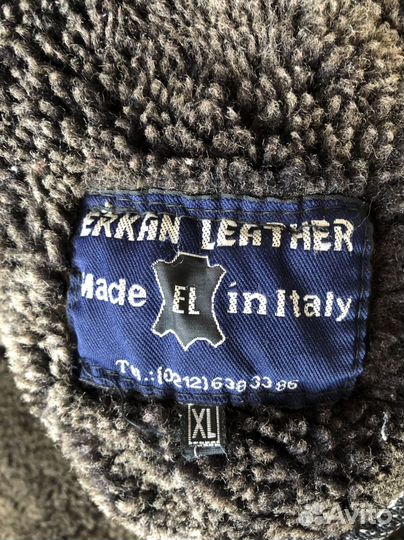 ERKAN LEATHER
Made EL in Italy
Tel.:(0212) 638 33 86
XL
Avito